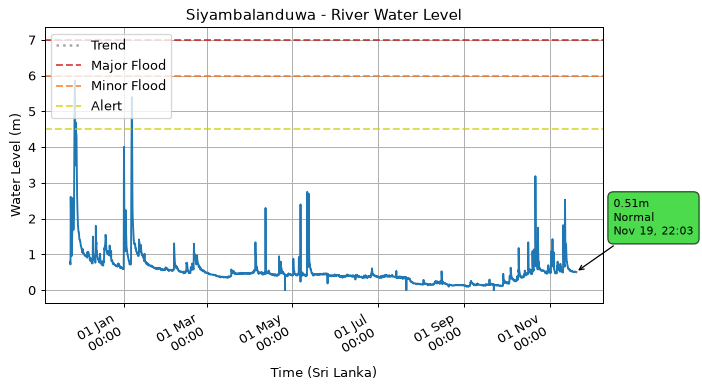 Siyambalanduwa - River Water Level
Trend
Major Flood
Minor Flood
Alert
Water Level (m)
7
6
5
4
3
2
1
0
0.51m
Normal
Nov 19, 22:03
01 Jan
00:00
01 Mar
00:00
01 May
00:00
01 Jul
00:00
01 Sep
00:00
01 Nov
00:00
Time (Sri Lanka)